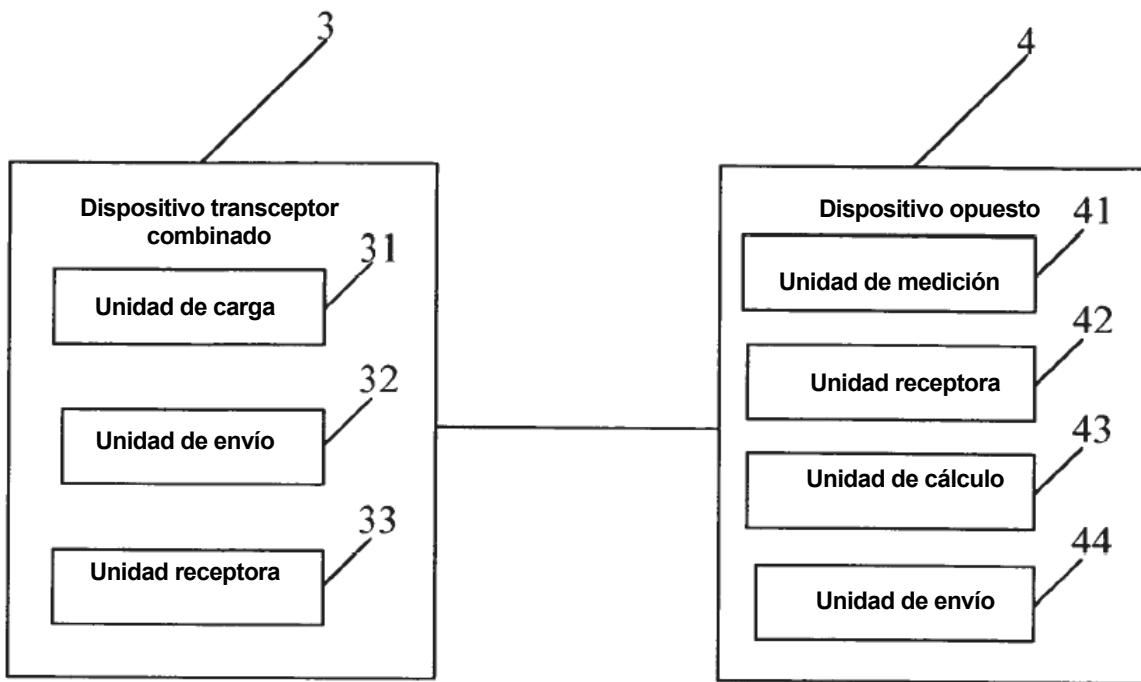 3
4
Dispositivo transceptor
combinado
31
Unidad de carga
32
Unidad de envío
33
Unidad receptora
Dispositivo opuesto
41
Unidad de medición
42
Unidad receptora
43
Unidad de cálculo
44
Unidad de envío